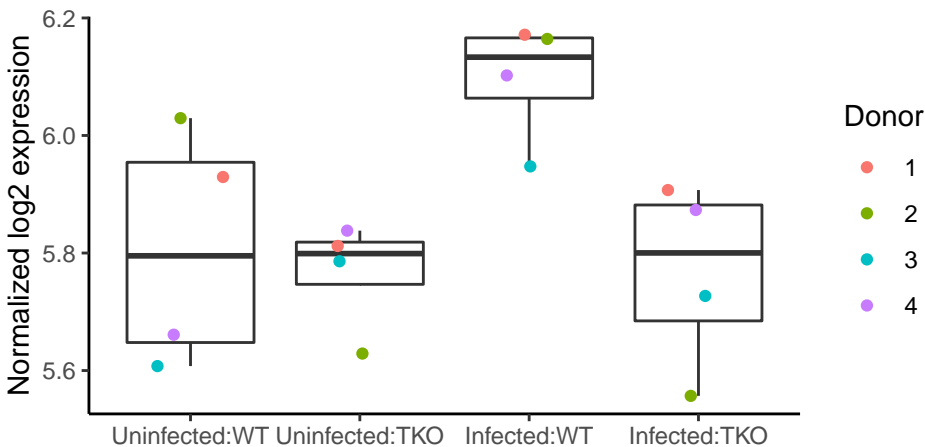 Normalized log2 expression
6.2
6.0
5.8
5.6
Uninfected:WT Uninfected:TKO Infected:WT Infected:TKO
Donor
1
2
3
4